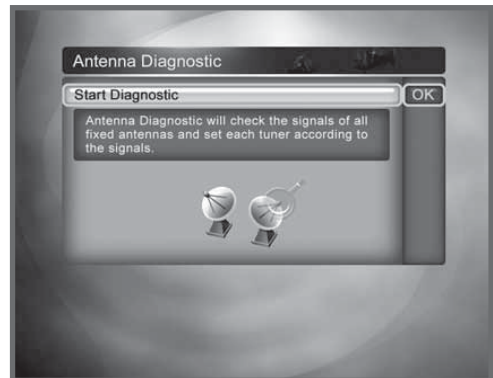 Antenna Diagnostic
Start Diagnostic OK
Antenna Diagnostic will check the signals of all
fixed antennas and set each tuner according to
the signals.